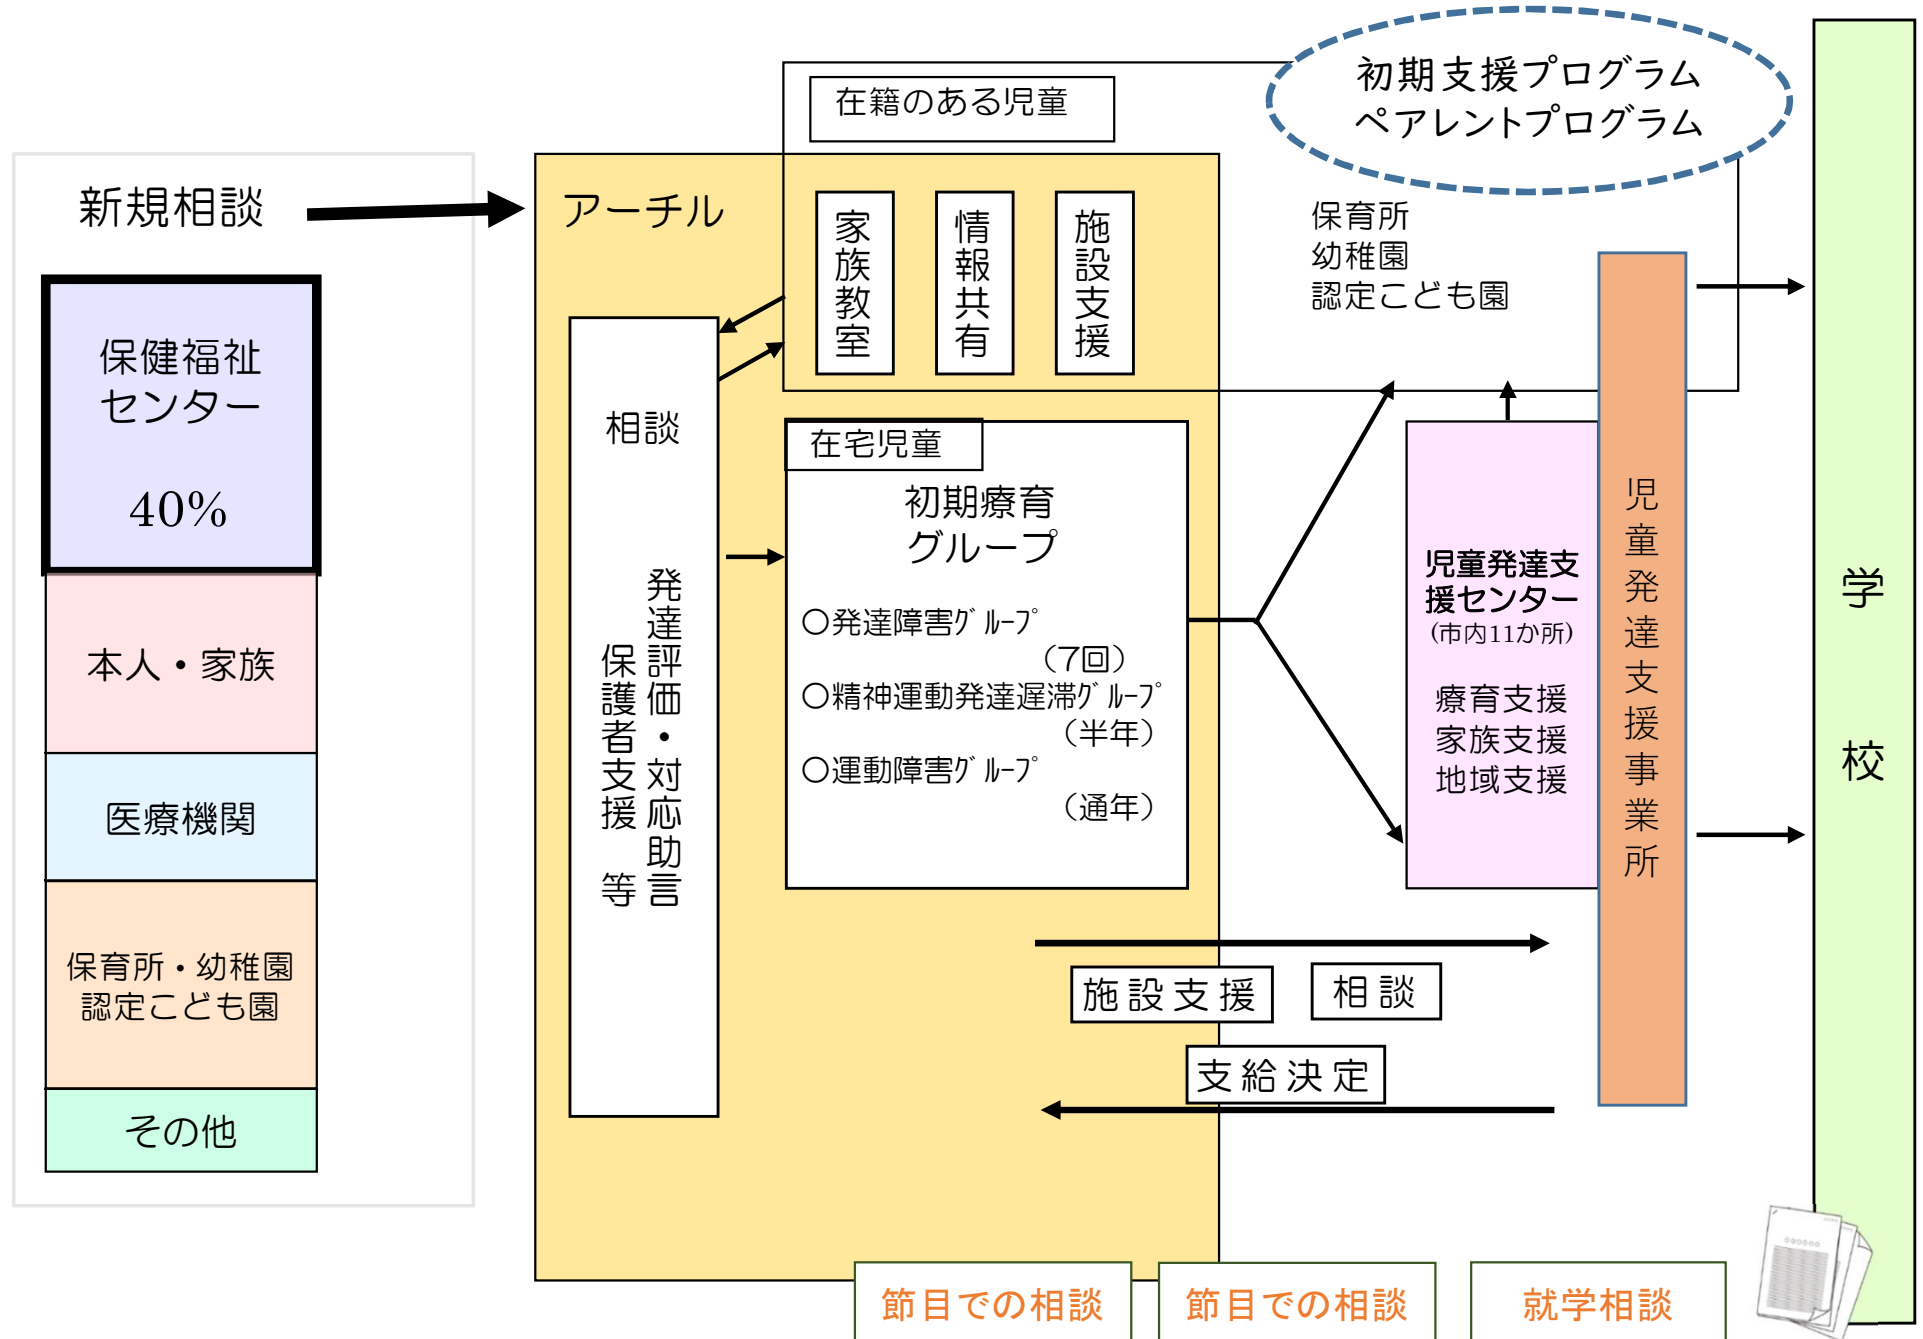 新規相談
保健福祉
センター
40%
本人・家族
医療機関
保育所・幼稚園
認定こども園
その他
アーチル
相談
発達評価・対応助言
保護者支援 等
在籍のある児童
家族教室
情報共有
施設支援
初期支援プログラム
ペアレントプログラム
保育所
幼稚園
認定こども園
在宅児童
初期療育
グループ
○発達障害ｸﾞﾙｰﾌﾟ
（7回）
○精神運動発達遅滞ｸﾞﾙｰﾌﾟ
（半年）
○運動障害ｸﾞﾙｰﾌﾟ
（通年）
児童発達支
援センター
(市内11か所)
療育支援
家族支援
地域支援
児童発達支援事業所
学校
施設支援
相談
支給決定
節目での相談
節目での相談
就学相談